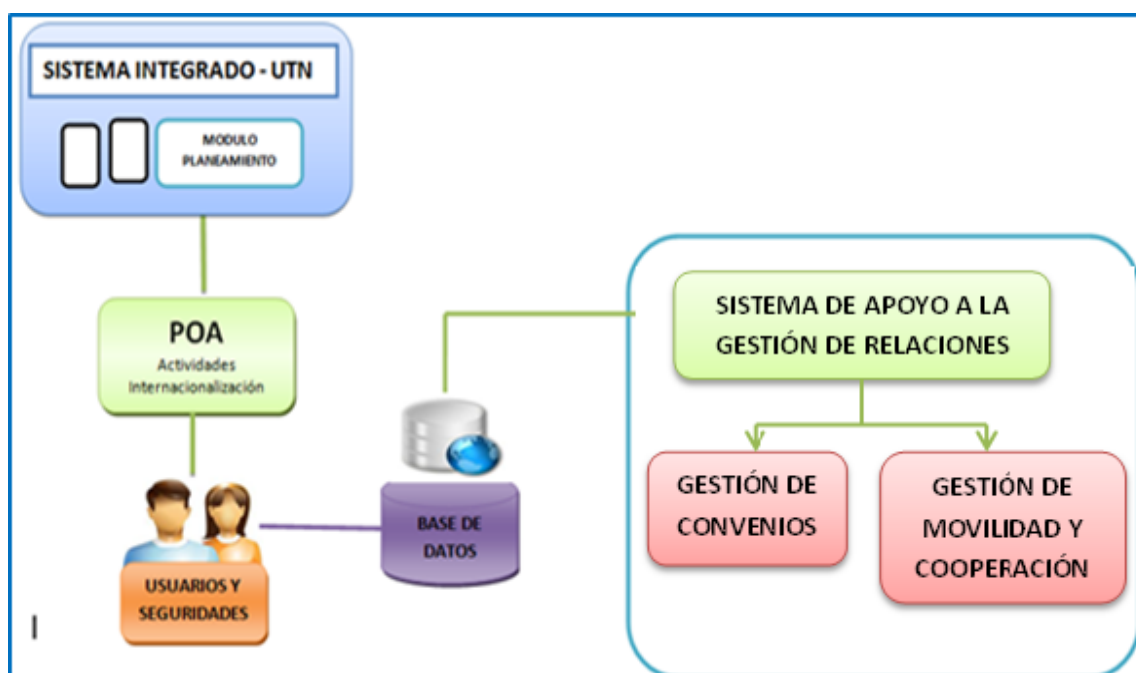 SISTEMA INTEGRADO - UTN
MODULO
PLANEAMIENTO
POA
Actividades
Internacionalización
USUARIOS Y
SEGURIDADES
BASE DE
DATOS
SISTEMA DE APOYO A LA
GESTIÓN DE RELACIONES
GESTIÓN DE
CONVENIOS
GESTIÓN DE
MOVILIDAD Y
COOPERACIÓN